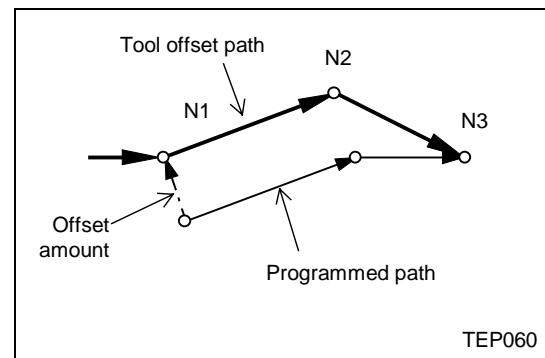 Tool offset path
N2
N1
N3
Offset
amount
Programmed path
TEP060